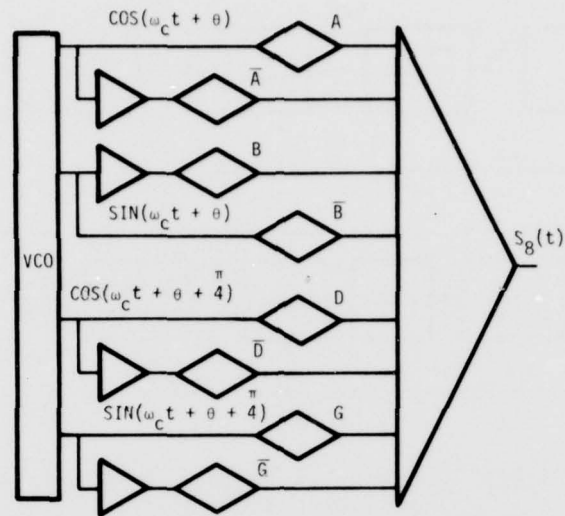 COS(ω_c t + θ)
A
A̅
B
SIN(ω_c t + θ)
B̅
VCO
S_8(t)
π
COS(ω_c t + θ + 4)
D
D̅
π
SIN(ω_c t + θ + 4)
G
G̅